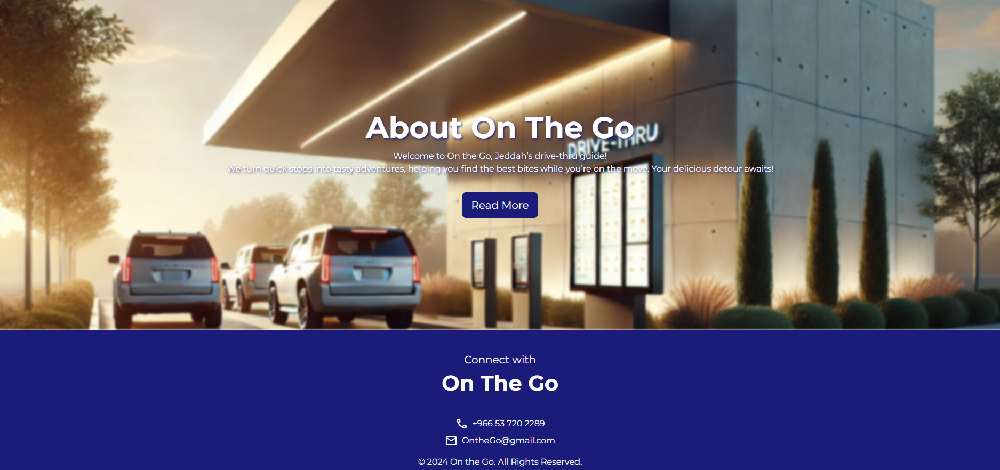 About On The Go
DRIVE-THRU
Welcome to On the Go, Jeddah’s drive-thru guide!
We turn quick stops into tasty adventures, helping you find the best bites while you’re on the move. Your delicious detour awaits!
Read More
Connect with
On The Go
+966 53 720 2289
OntheGo@gmail.com
© 2024 On the Go. All Rights Reserved.